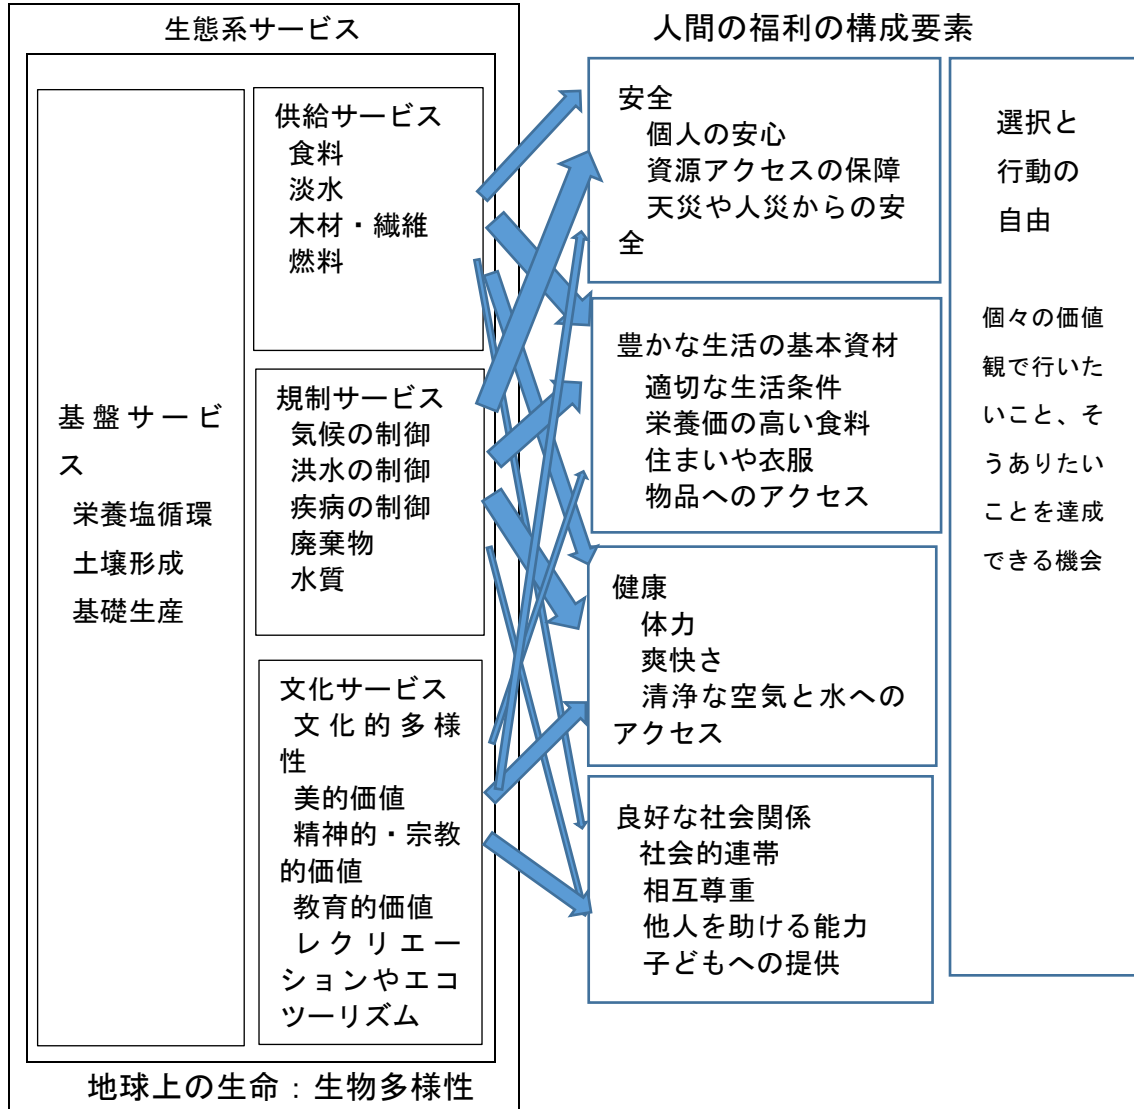 生態系サービス
基盤サービ
ス
栄養塩循環
土壌形成
基礎生産
供給サービス
食料
淡水
木材・繊維
燃料
規制サービス
気候の制御
洪水の制御
疾病の制御
廃棄物
水質
文化サービス
文化的多様
性
美的価値
精神的・宗教
的価値
教育的価値
レクリエー
ションやエコ
ツーリズム
地球上の生命：生物多様性
人間の福利の構成要素
安全
個人の安心
資源アクセスの保障
天災や人災からの安
全
豊かな生活の基本資材
適切な生活条件
栄養価の高い食料
住まいや衣服
物品へのアクセス
健康
体力
爽快さ
清浄な空気と水への
アクセス
良好な社会関係
社会的連帯
相互尊重
他人を助ける能力
子どもへの提供
選択と
行動の
自由
個々の価値
観で行いた
いこと、そ
うありたい
ことを達成
できる機会